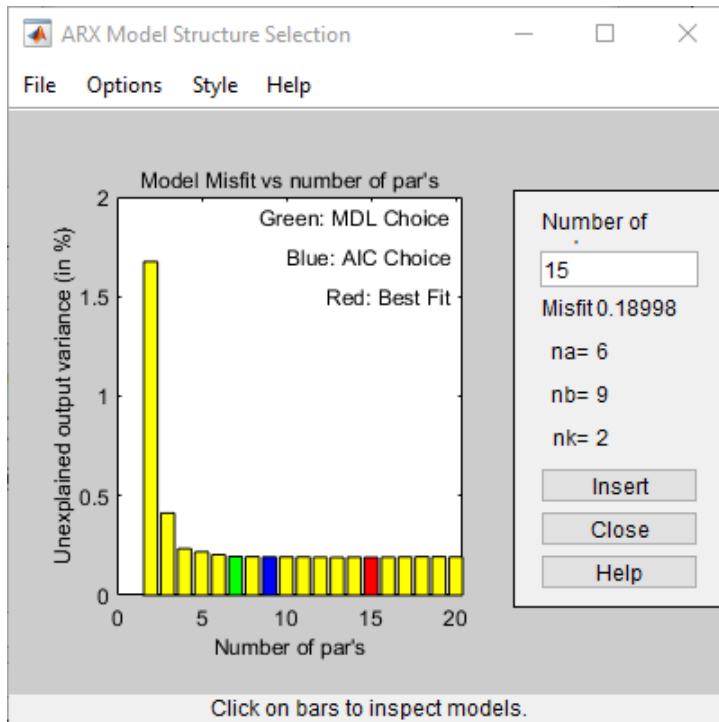 ARX Model Structure Selection
File Options Style Help
Model Misfit vs number of par's
Unexplained output variance (in %)
2
1.5
1
0.5
0
Green: MDL Choice
Blue: AIC Choice
Red: Best Fit
0 5 10 15 20
Number of par's
Number of
15
Misfit 0.18998
na= 6
nb= 9
nk= 2
Insert
Close
Help
Click on bars to inspect models.